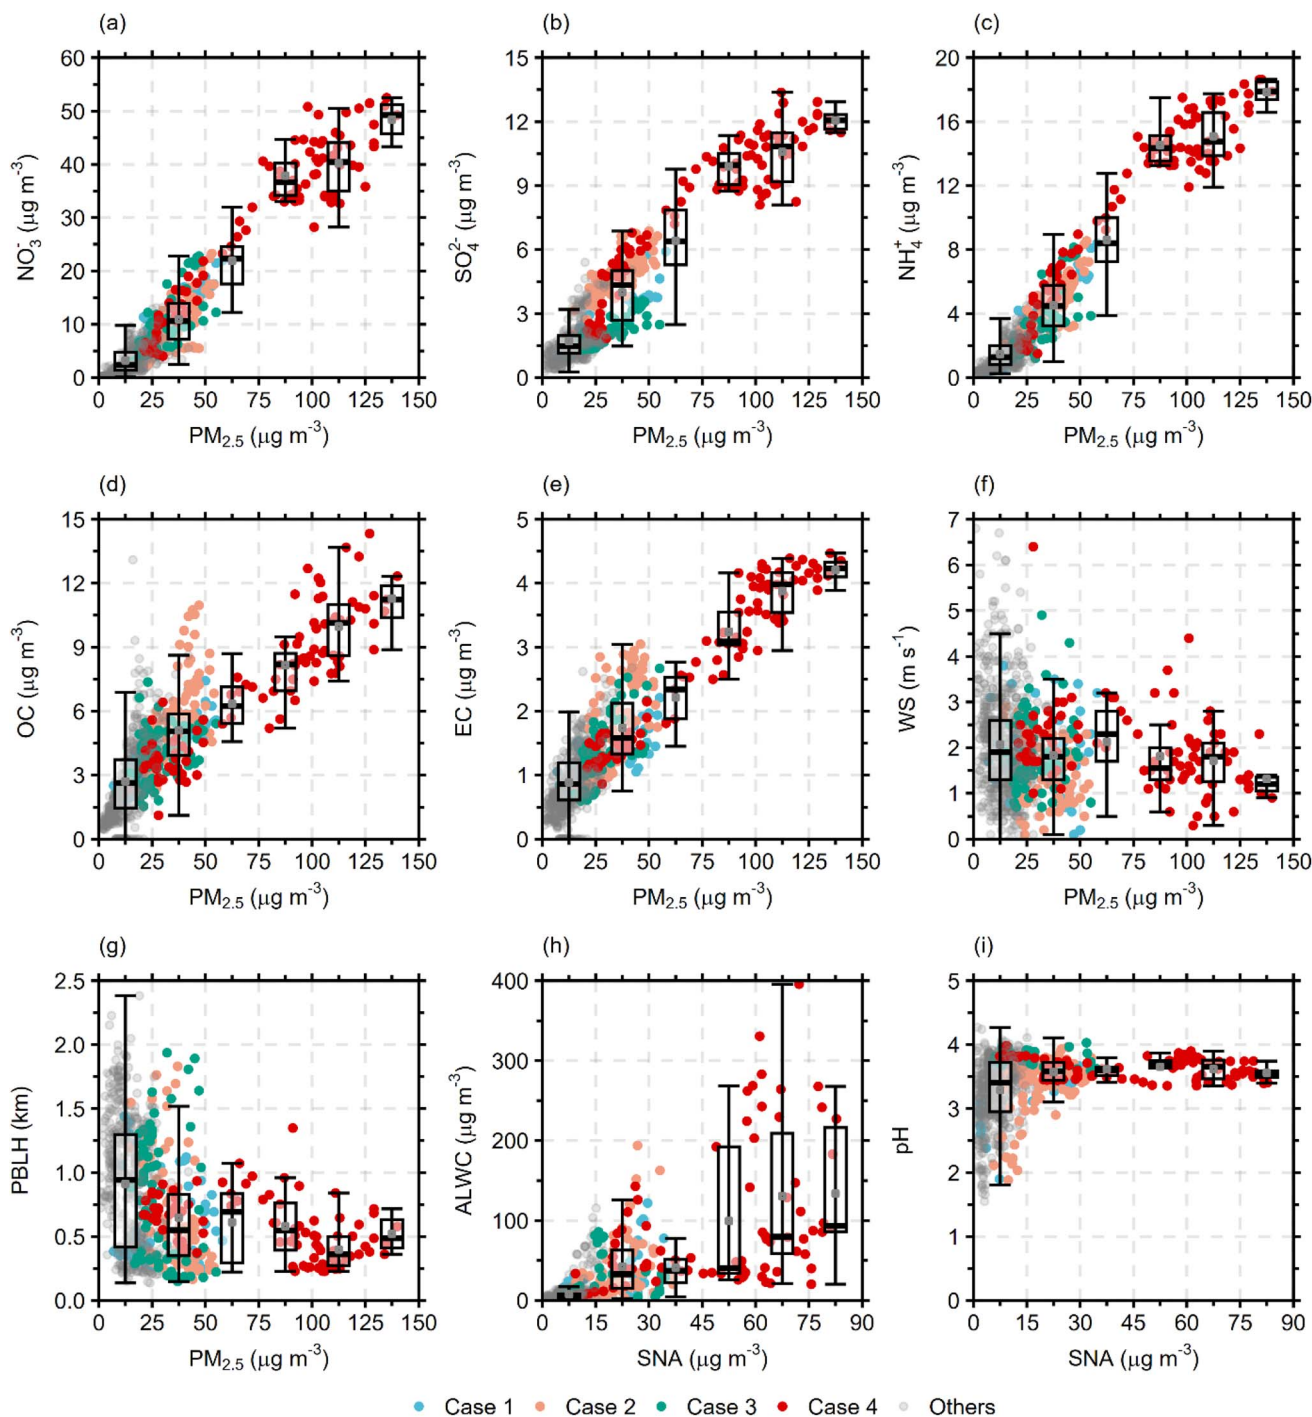 (a)
(b)
(c)
NO₃⁻ (μg m⁻³)
60
50
40
30
20
10
0
0 25 50 75 100 125 150
PM₂.₅ (μg m⁻³)
SO₄²⁻ (μg m⁻³)
15
12
9
6
3
0
0 25 50 75 100 125 150
PM₂.₅ (μg m⁻³)
NH₄⁺ (μg m⁻³)
20
16
12
8
4
0
0 25 50 75 100 125 150
PM₂.₅ (μg m⁻³)
(d)
(e)
(f)
OC (μg m⁻³)
15
12
9
6
3
0
0 25 50 75 100 125 150
PM₂.₅ (μg m⁻³)
EC (μg m⁻³)
5
4
3
2
1
0
0 25 50 75 100 125 150
PM₂.₅ (μg m⁻³)
WS (m s⁻¹)
7
6
5
4
3
2
1
0
0 25 50 75 100 125 150
PM₂.₅ (μg m⁻³)
(g)
(h)
(i)
PBLH (km)
2.5
2.0
1.5
1.0
0.5
0.0
0 25 50 75 100 125 150
PM₂.₅ (μg m⁻³)
ALWC (μg m⁻³)
400
300
200
100
0
0 15 30 45 60 75 90
SNA (μg m⁻³)
pH
5
4
3
2
1
0
0 15 30 45 60 75 90
SNA (μg m⁻³)
Case 1 Case 2 Case 3 Case 4 Others